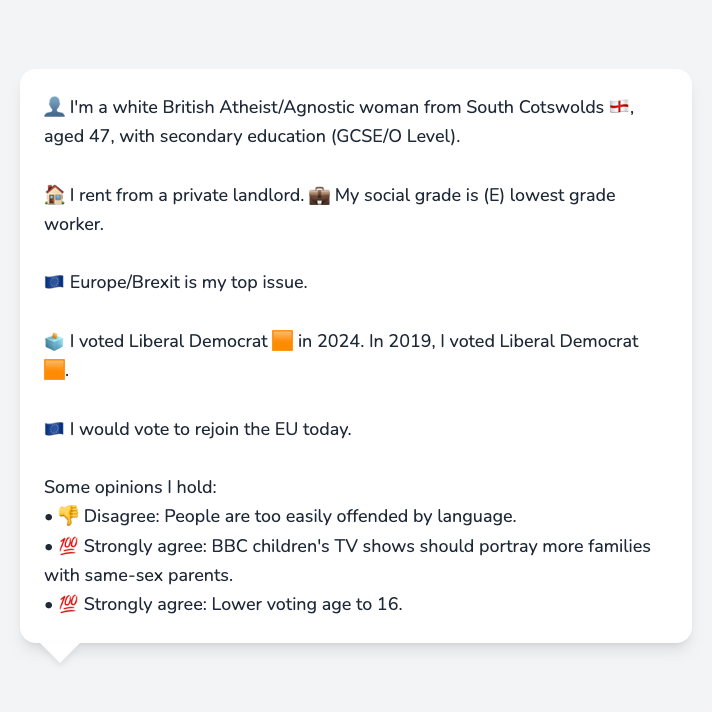 👤 I'm a white British Atheist/Agnostic woman from South Cotswolds 🏴󠁧󠁢󠁥󠁮󠁧󠁿,
aged 47, with secondary education (GCSE/O Level).
🏠 I rent from a private landlord. 💼 My social grade is (E) lowest grade
worker.
🇪🇺 Europe/Brexit is my top issue.
🗳️ I voted Liberal Democrat 🟧 in 2024. In 2019, I voted Liberal Democrat
🟧.
🇪🇺 I would vote to rejoin the EU today.
Some opinions I hold:
• 👎 Disagree: People are too easily offended by language.
• 💯 Strongly agree: BBC children's TV shows should portray more families
with same-sex parents.
• 💯 Strongly agree: Lower voting age to 16.